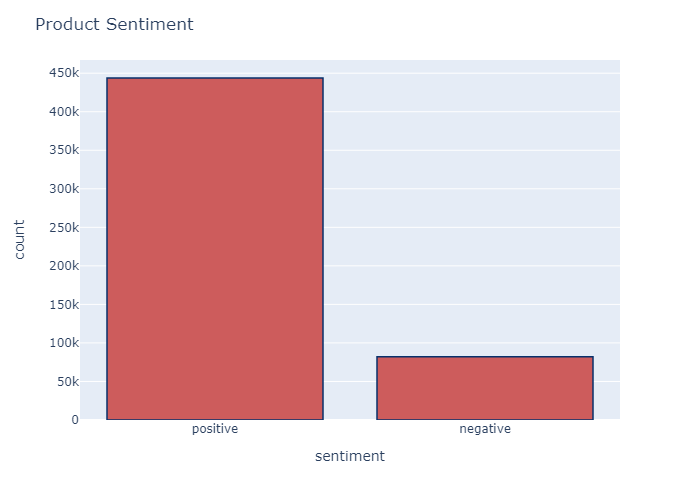 Product Sentiment
450k
400k
350k
300k
250k
200k
150k
100k
50k
0
count
positive
negative
sentiment